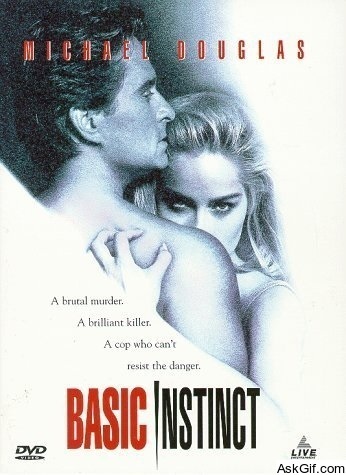 MICHAEL DOUGLAS
A brutal murder.
A brilliant killer.
A cop who can't
resist the danger.
BASIC INSTINCT
DVD
VIDEO
LIVE
ENTERTAINMENT
AskGif.com